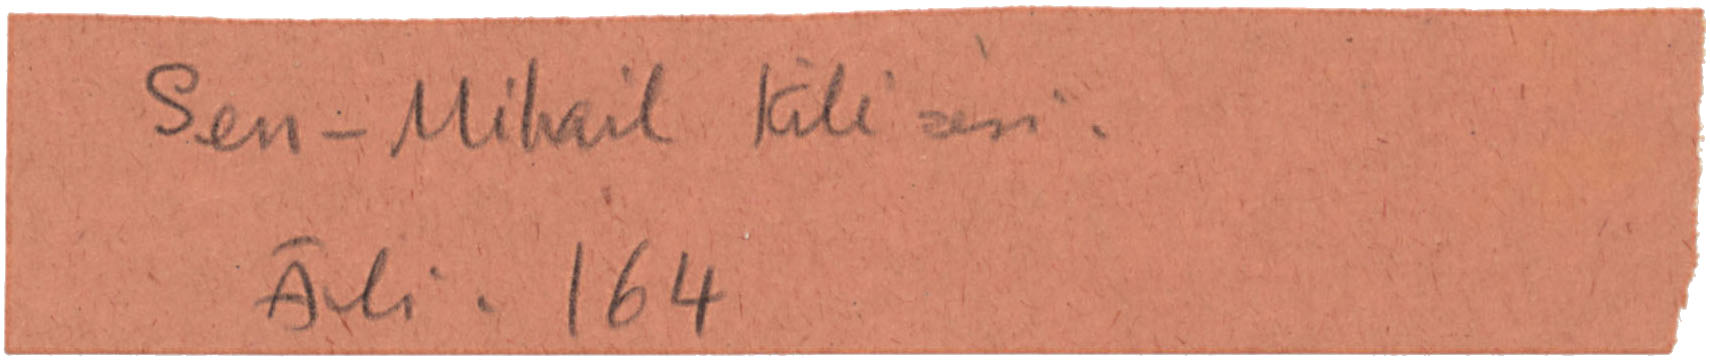 Sen-Mihail Kilisesi.
Āli. 164